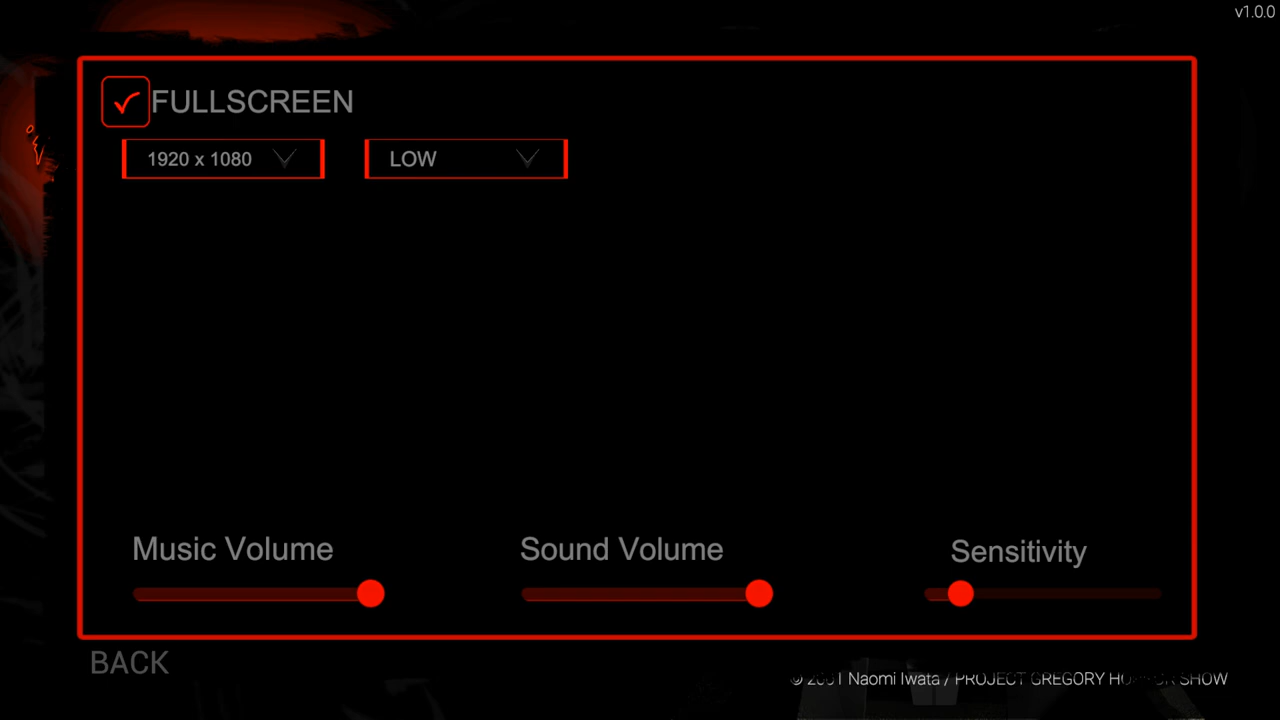 v1.0.0
FULLSCREEN
1920 x 1080 LOW
Music Volume Sound Volume Sensitivity
BACK
© Naomi Iwata / PROJECT GREGORY SHOW